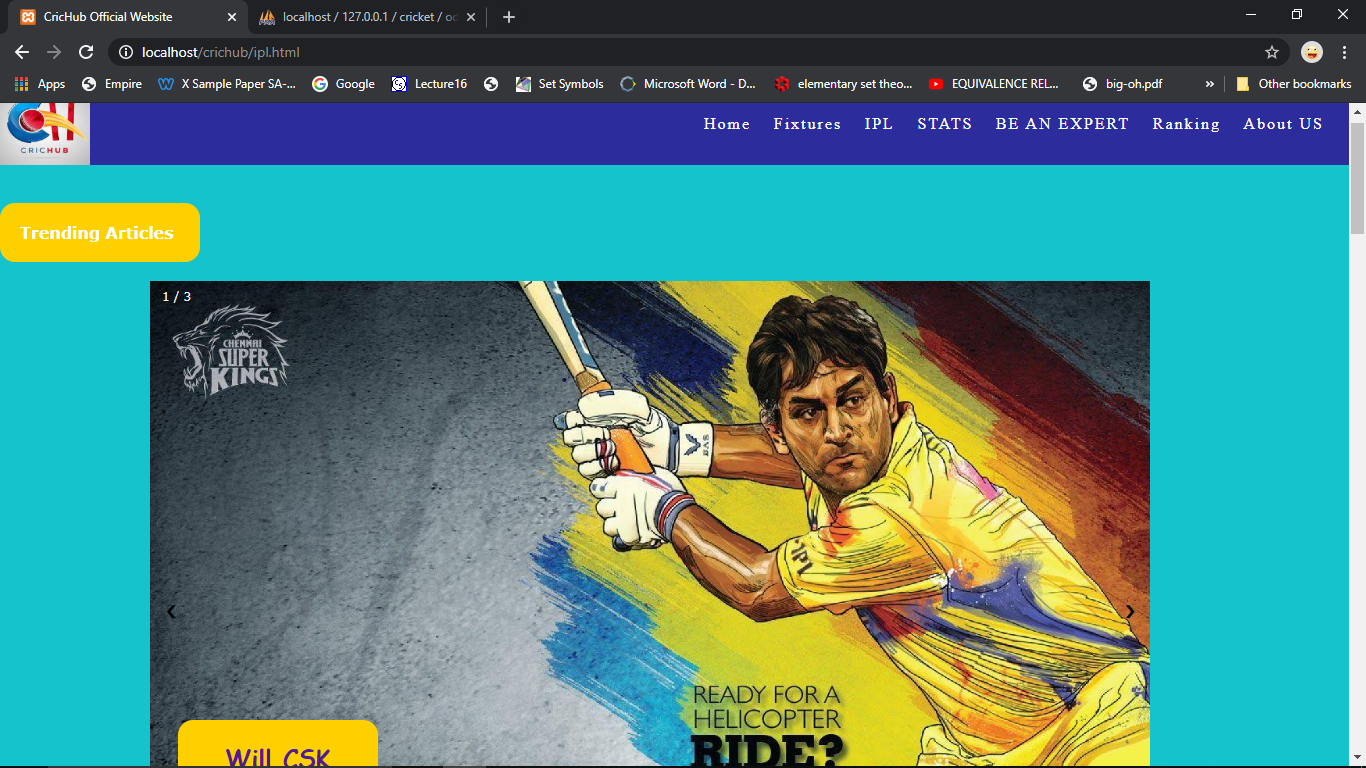 CricHub Official Website
localhost / 127.0.0.1 / cricket / od
localhost/crichub/ipl.html
Apps
Empire
X Sample Paper SA-...
Google
Lecture16
Set Symbols
Microsoft Word - D...
elementary set theo...
EQUIVALENCE REL...
big-oh.pdf
»
Other bookmarks
CH
CRICHUB
Home Fixtures IPL STATS BE AN EXPERT Ranking About US
Trending Articles
1 / 3
CHENNAI
SUPER
KINGS
BAS
IPL
READY FOR A
HELICOPTER
RIDE?
Will CSK